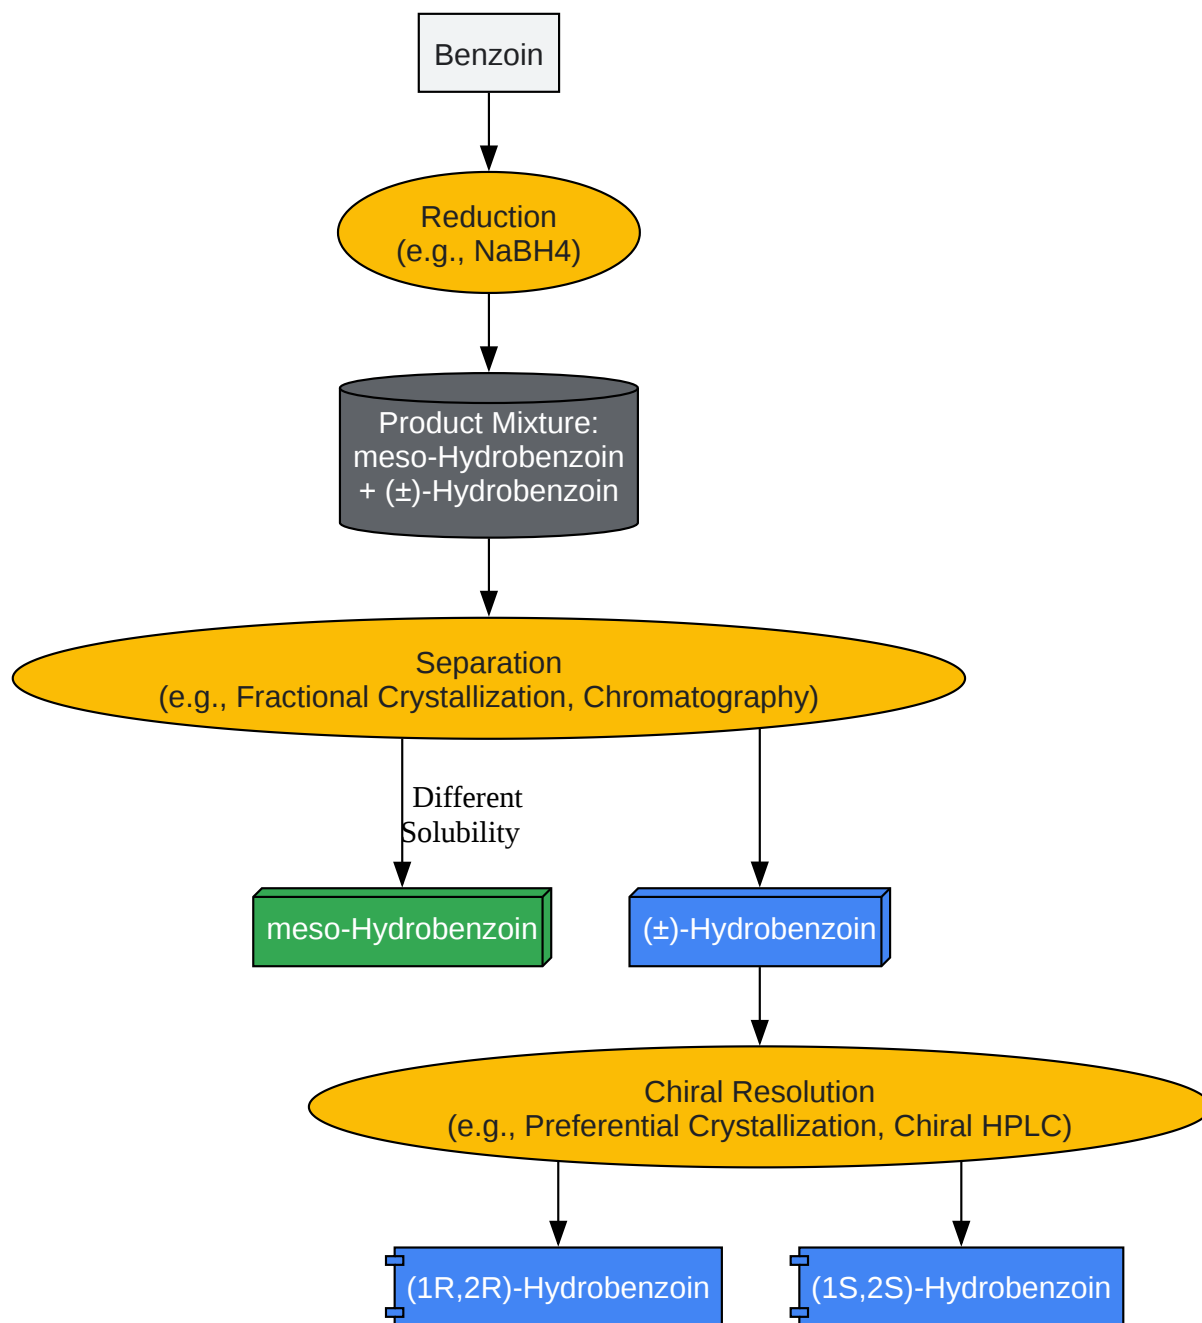 Benzoin
Reduction
(e.g., NaBH4)
Product Mixture:
meso-Hydrobenzoin
+ (±)-Hydrobenzoin
Separation
(e.g., Fractional Crystallization, Chromatography)
Different
Solubility
meso-Hydrobenzoin
(±)-Hydrobenzoin
Chiral Resolution
(e.g., Preferential Crystallization, Chiral HPLC)
(1R,2R)-Hydrobenzoin
(1S,2S)-Hydrobenzoin